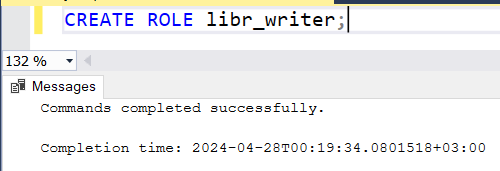 CREATE ROLE libr_writer;
132 %
Messages
Commands completed successfully.
Completion time: 2024-04-28T00:19:34.0801518+03:00